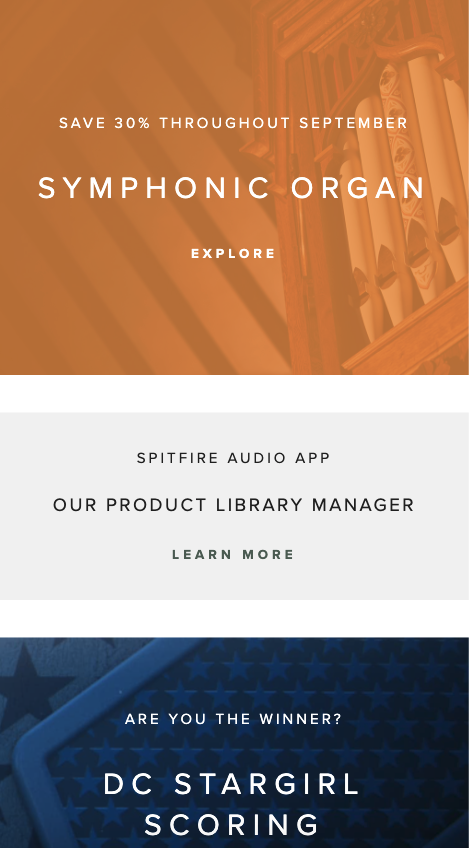 SAVE 30% THROUGHOUT SEPTEMBER
SYMPHONIC ORGAN
EXPLORE
SPITFIRE AUDIO APP
OUR PRODUCT LIBRARY MANAGER
LEARN MORE
ARE YOU THE WINNER?
DC STARGIRL
SCORING